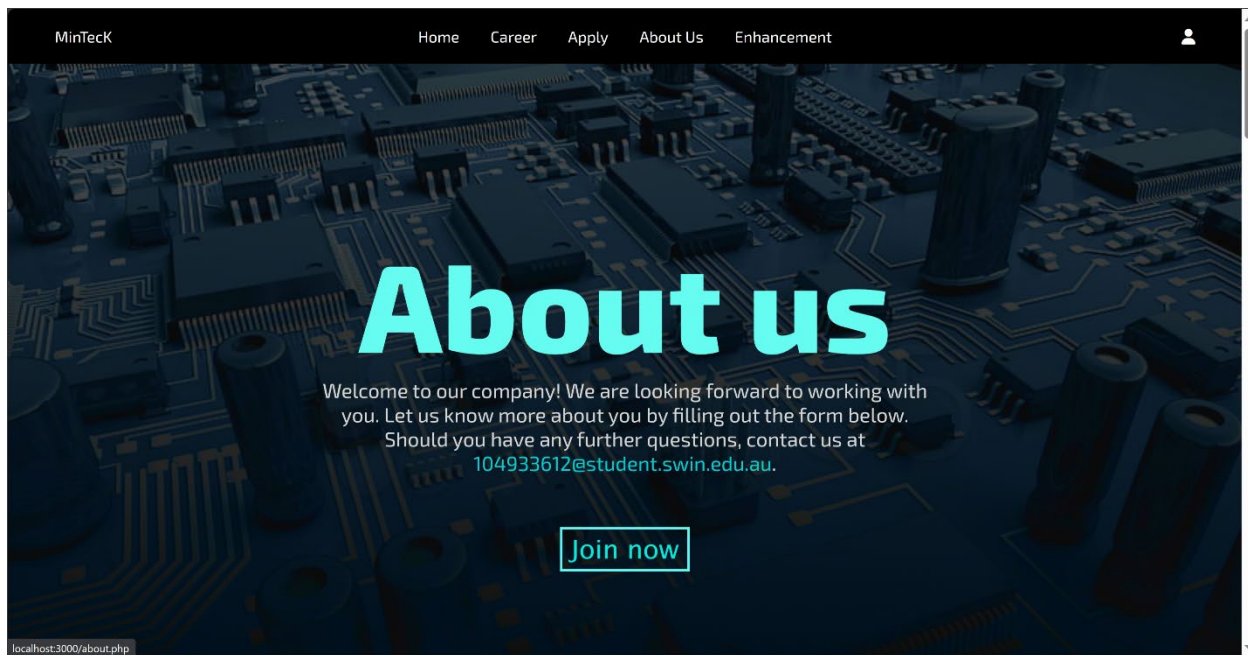 MinTecK Home Career Apply About Us Enhancement
About us
Welcome to our company! We are looking forward to working with
you. Let us know more about you by filling out the form below.
Should you have any further questions, contact us at
104933612@student.swin.edu.au.
Join now
localhost:3000/about.php